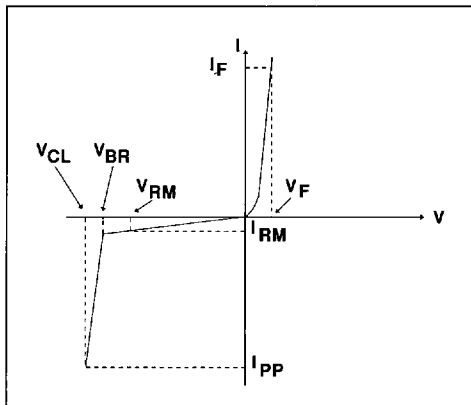 I
I_F
V_CL
V_BR
V_RM
V_F
V
I_RM
I_PP